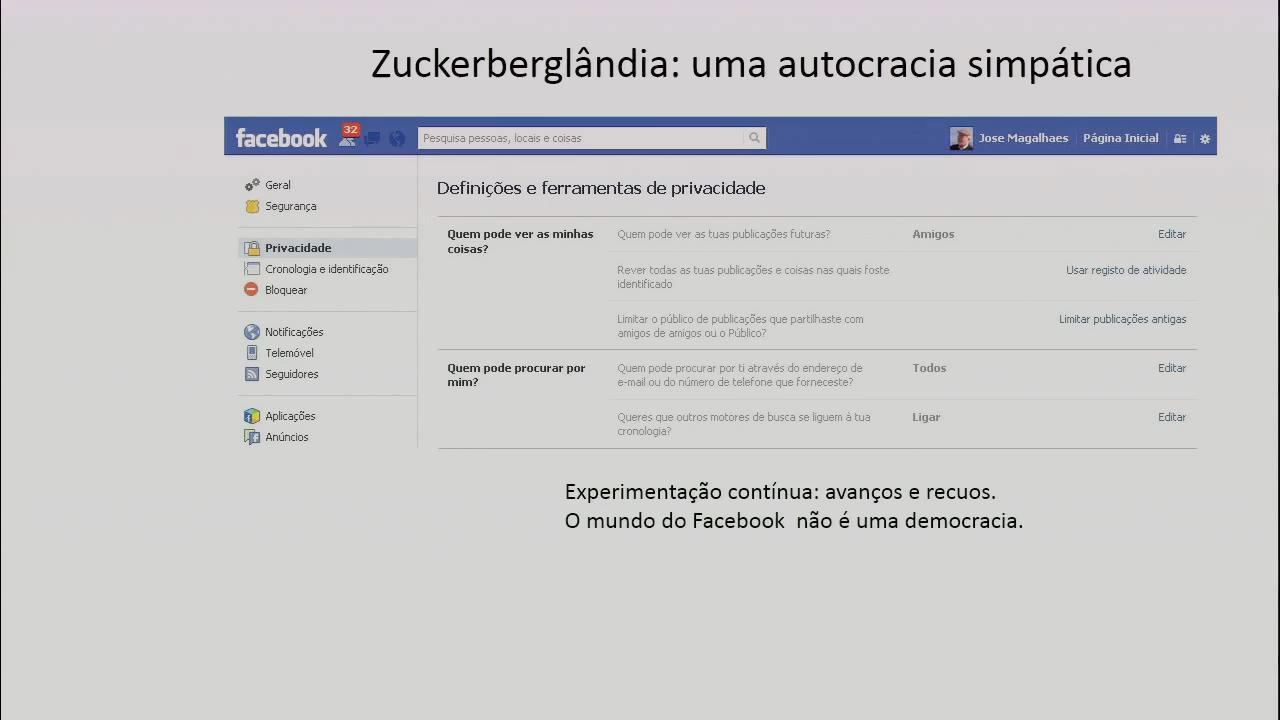 Zuckerberglândia: uma autocracia simpática
facebook
32
Pesquisa pessoas, locais e coisas
Jose Magalhaes
Página Inicial
Geral
Segurança
Privacidade
Cronologia e identificação
Bloquear
Notificações
Telemóvel
Seguidores
Aplicações
Anúncios
Definições e ferramentas de privacidade
Quem pode ver as minhas
coisas?
Quem pode ver as tuas publicações futuras?
Amigos
Editar
Rever todas as tuas publicações e coisas nas quais foste
identificado
Usar registo de atividade
Limitar o público de publicações que partilhaste com
amigos de amigos ou o Público?
Limitar publicações antigas
Quem pode procurar por
mim?
Quem pode procurar por ti através do endereço de
e-mail ou do número de telefone que forneceste?
Todos
Editar
Queres que outros motores de busca se liguem à tua
cronologia?
Ligar
Editar
Experimentação contínua: avanços e recuos.
O mundo do Facebook não é uma democracia.